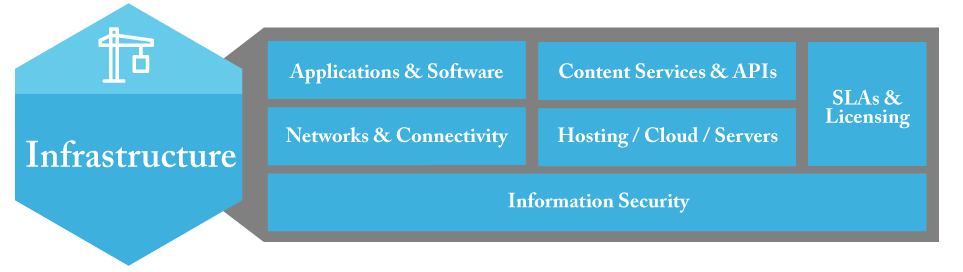 Infrastructure
Applications & Software
Content Services & APIs
SLAs &
Licensing
Networks & Connectivity
Hosting / Cloud / Servers
Information Security